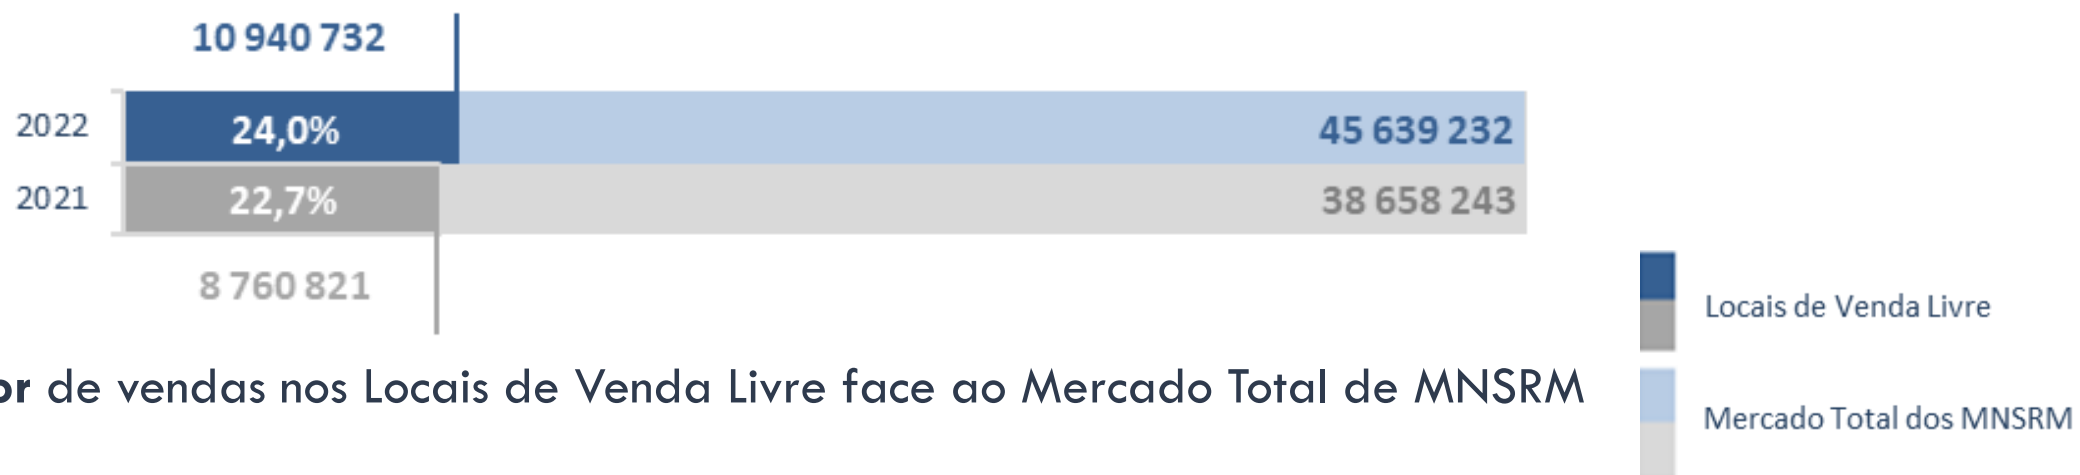 10 940 732
2022 24,0% 45 639 232
2021 22,7% 38 658 243
8 760 821
Locais de Venda Livre
de vendas nos Locais de Venda Livre face ao Mercado Total de MNSRM
Mercado Total dos MNSRM